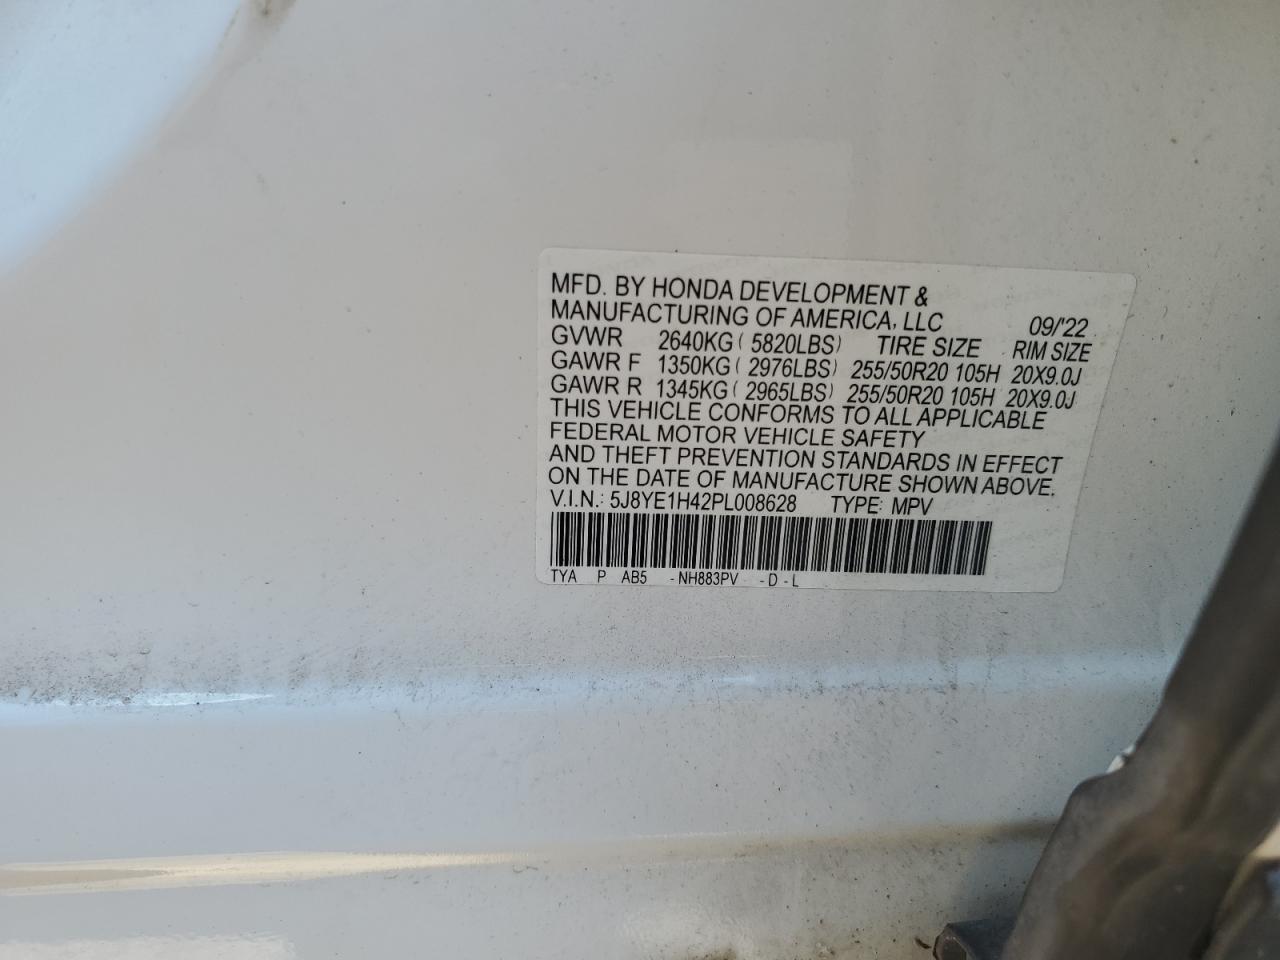 MFD. BY HONDA DEVELOPMENT &
MANUFACTURING OF AMERICA, LLC 09/'22
GVWR 2640KG ( 5820LBS) TIRE SIZE RIM SIZE
GAWR F 1350KG ( 2976LBS) 255/50R20 105H 20X9.0J
GAWR R 1345KG ( 2965LBS) 255/50R20 105H 20X9.0J
THIS VEHICLE CONFORMS TO ALL APPLICABLE
FEDERAL MOTOR VEHICLE SAFETY
AND THEFT PREVENTION STANDARDS IN EFFECT
ON THE DATE OF MANUFACTURE SHOWN ABOVE.
V.I.N.: 5J8YE1H42PL008628 TYPE: MPV
TYA P AB5 -NH883PV -D-L